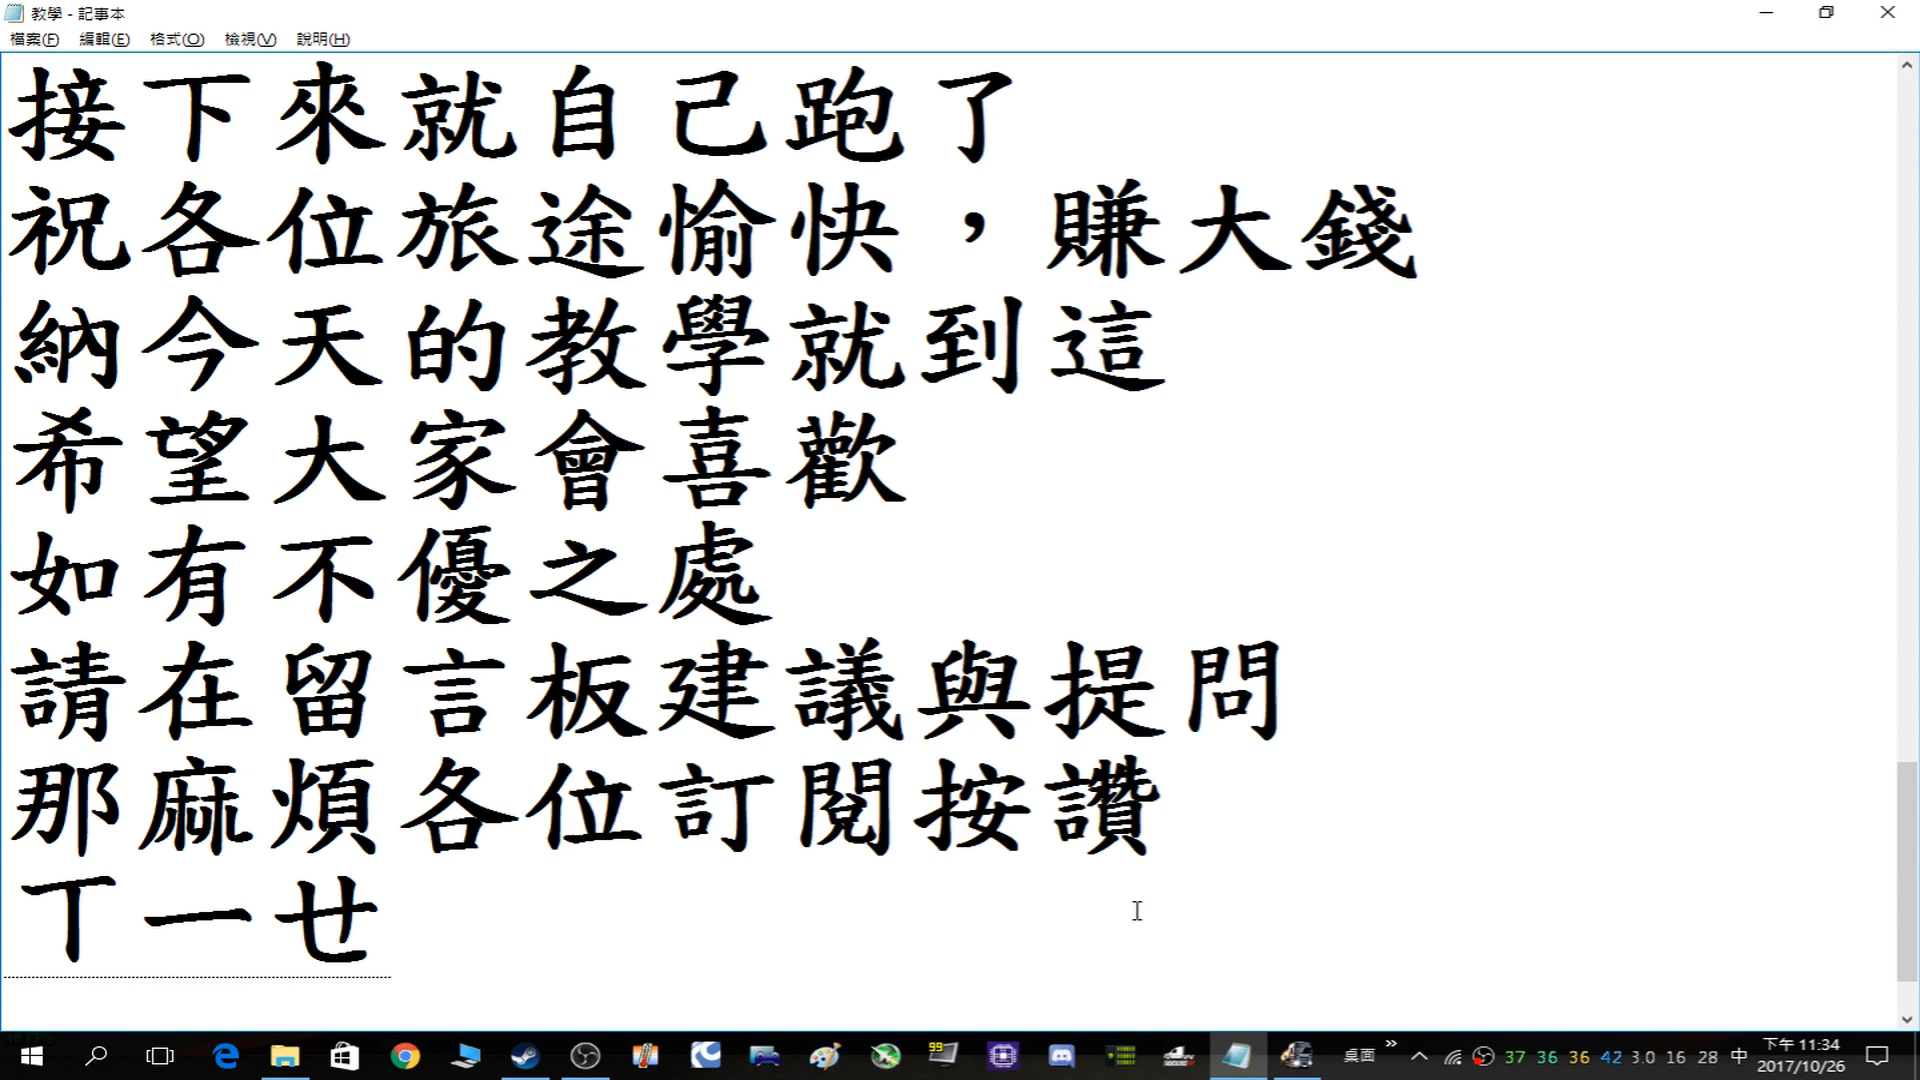 教學 - 記事本
檔案(F) 編輯(E) 格式(O) 檢視(V) 說明(H)
接下來就自己跑了
祝各位旅途愉快，賺大錢
納今天的教學就到這
希望大家會喜歡
如有不優之處
請在留言板建議與提問
那麻煩各位訂閱按讚
ㄒ一ㄝ
99 桌面 37 36 36 42 3.0 16 28 中 下午 11:34
2017/10/26